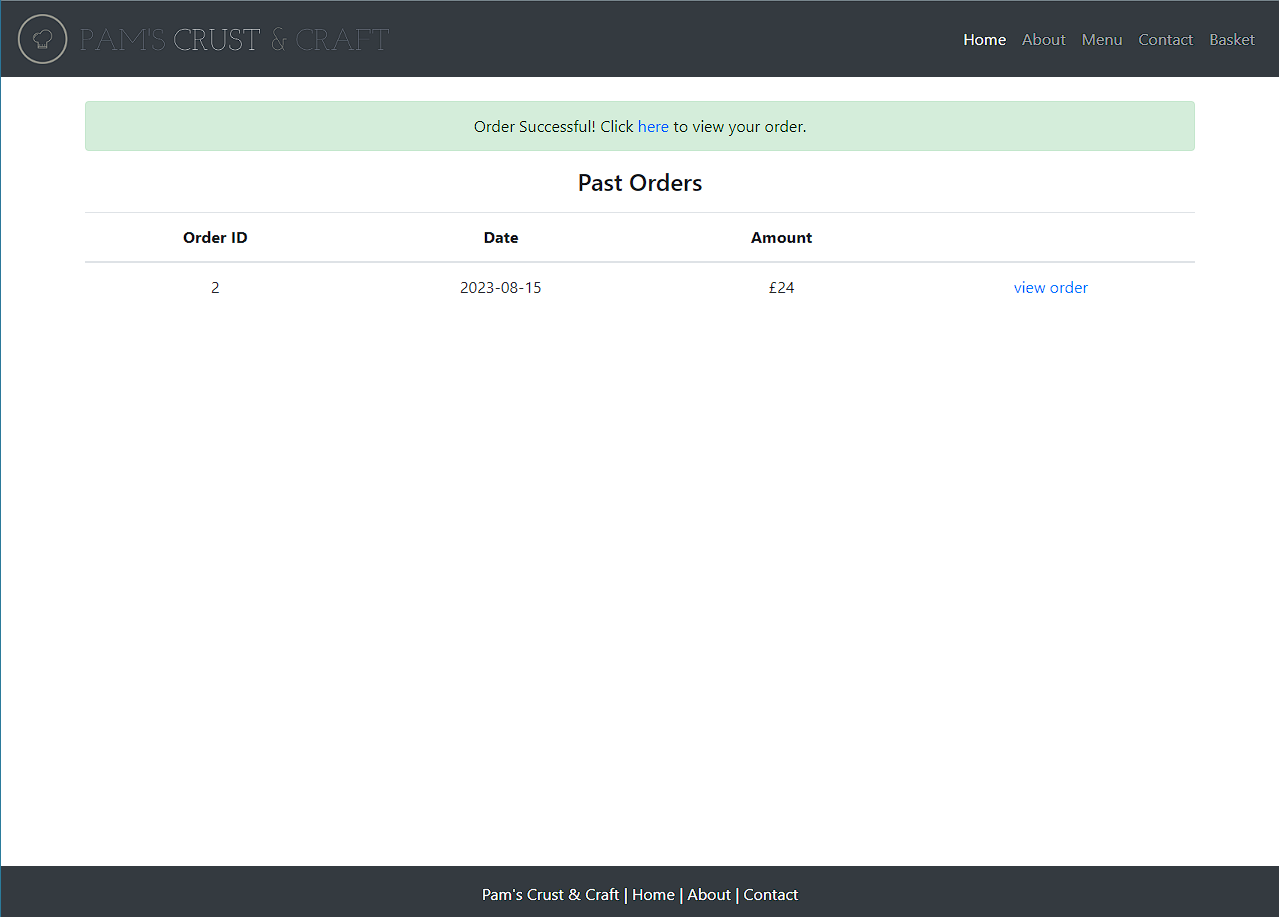 PAM'S CRUST & CRAFT
Home About Menu Contact Basket
Order Successful! Click here to view your order.
Past Orders
Order ID Date Amount
2 2023-08-15 £24 view order
Pam's Crust & Craft | Home | About | Contact